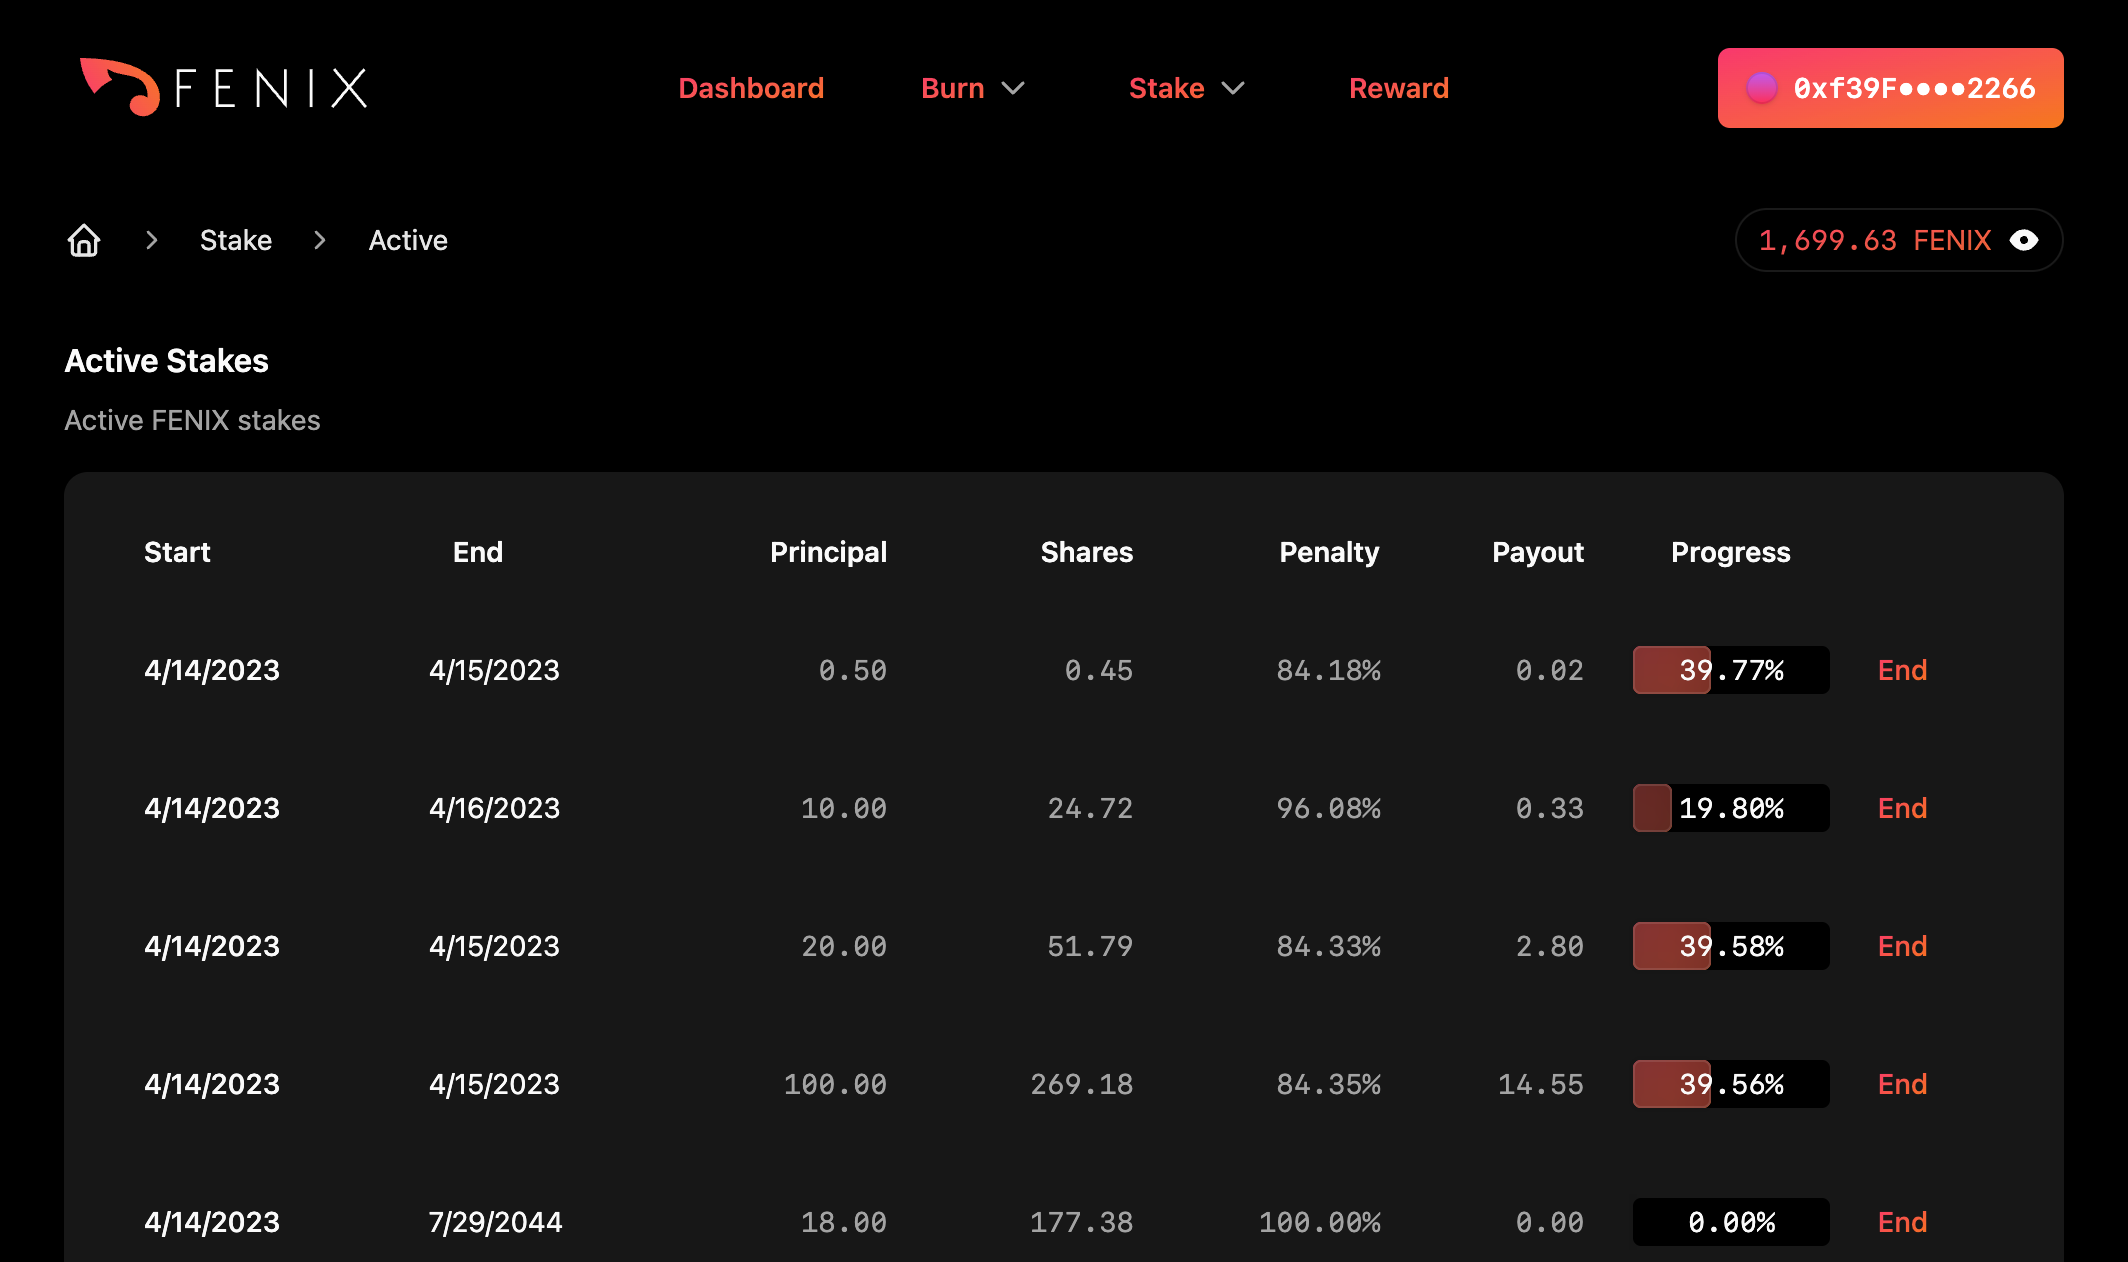 FENIX
Dashboard Burn Stake Reward
0xf39F••••2266
Stake Active
1,699.63 FENIX
Active Stakes
Active FENIX stakes
Start End Principal Shares Penalty Payout Progress
4/14/2023 4/15/2023 0.50 0.45 84.18% 0.02 39.77% End
4/14/2023 4/16/2023 10.00 24.72 96.08% 0.33 19.80% End
4/14/2023 4/15/2023 20.00 51.79 84.33% 2.80 39.58% End
4/14/2023 4/15/2023 100.00 269.18 84.35% 14.55 39.56% End
4/14/2023 7/29/2044 18.00 177.38 100.00% 0.00 0.00% End